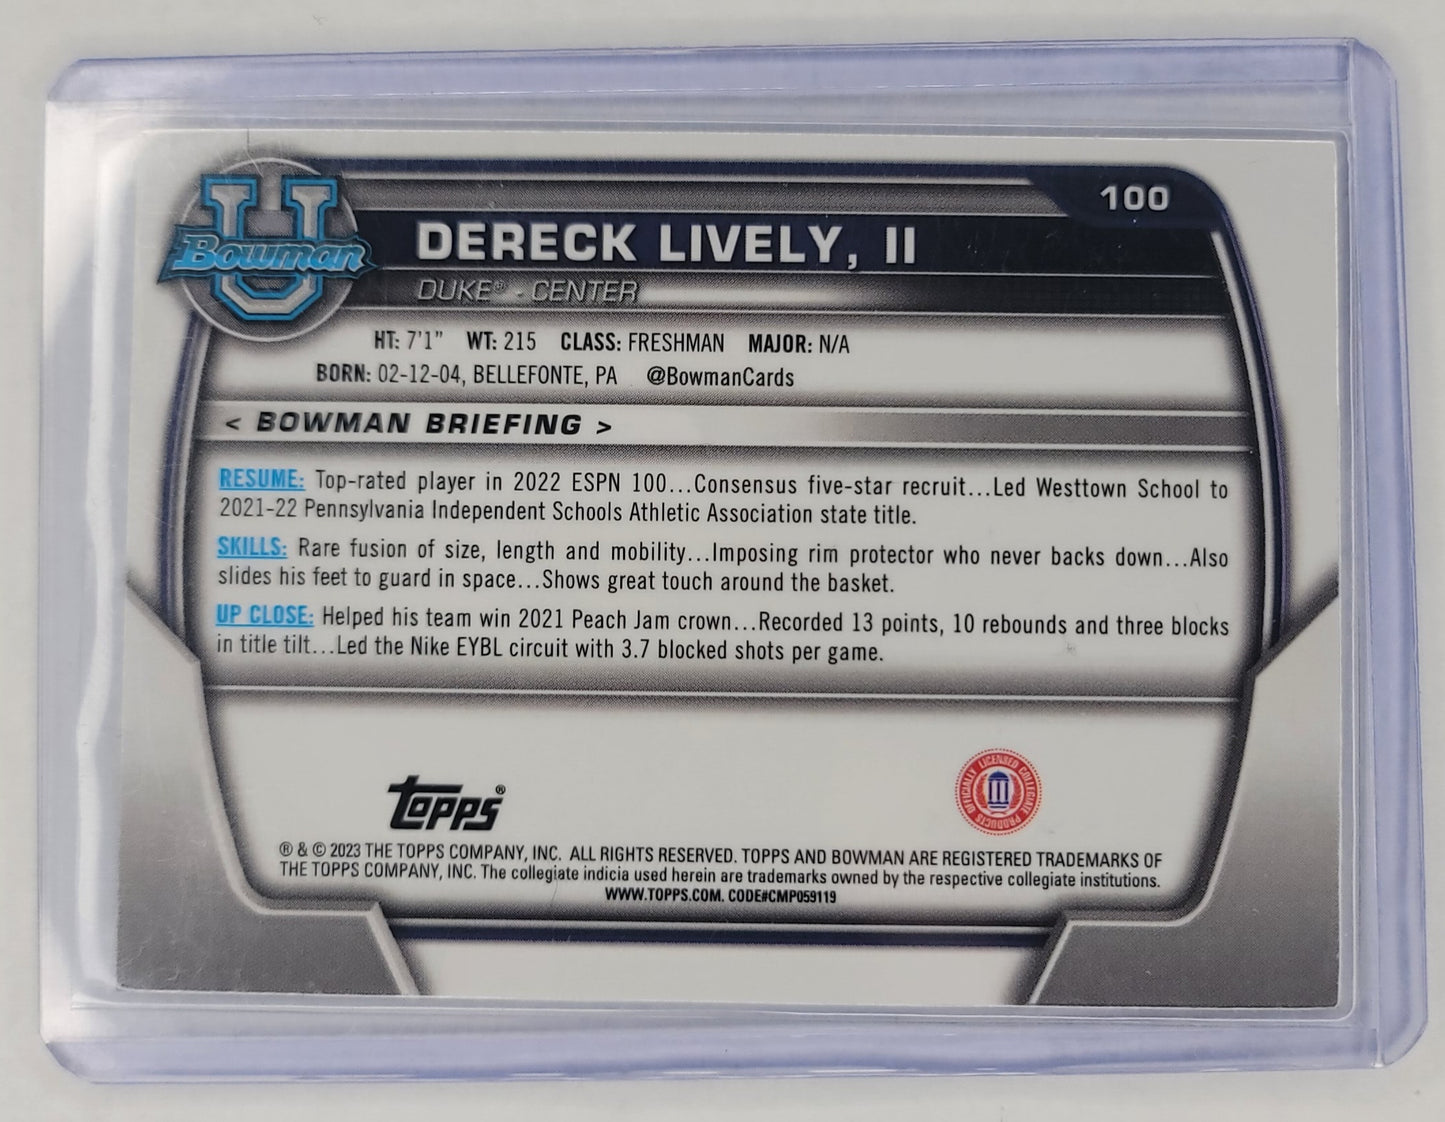 100
U
Bowman
DERECK LIVELY, II
DUKE® - CENTER
HT: 7'1" WT: 215 CLASS: FRESHMAN MAJOR: N/A
BORN: 02-12-04, BELLEFONTE, PA @BowmanCards
< BOWMAN BRIEFING >
RESUME: Top-rated player in 2022 ESPN 100...Consensus five-star recruit...Led Westtown School to
2021-22 Pennsylvania Independent Schools Athletic Association state title.
SKILLS: Rare fusion of size, length and mobility...Imposing rim protector who never backs down...Also
slides his feet to guard in space...Shows great touch around the basket.
UP CLOSE: Helped his team win 2021 Peach Jam crown...Recorded 13 points, 10 rebounds and three blocks
in title tilt...Led the Nike EYBL circuit with 3.7 blocked shots per game.
Topps®
OFFICIALLY LICENSED COLLEGIATE PRODUCTS
® & © 2023 THE TOPPS COMPANY, INC. ALL RIGHTS RESERVED. TOPPS AND BOWMAN ARE REGISTERED TRADEMARKS OF
THE TOPPS COMPANY, INC. The collegiate indicia used herein are trademarks owned by the respective collegiate institutions.
WWW.TOPPS.COM. CODE#CMP059119